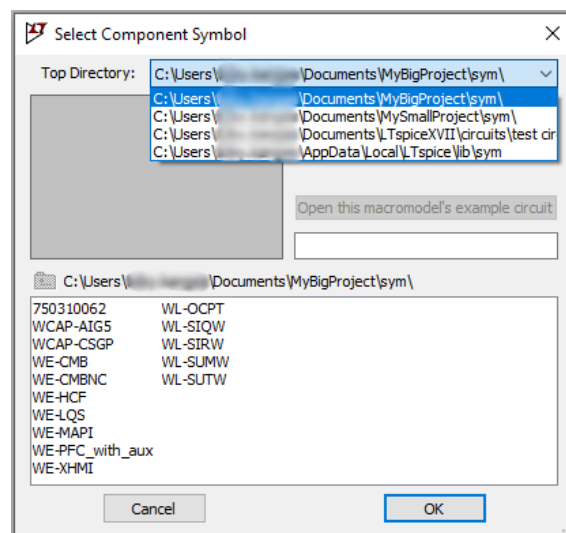 Select Component Symbol
Top Directory: C:\Users\ \Documents\MyBigProject\sym\
C:\Users\ \Documents\MyBigProject\sym\
C:\Users\ \Documents\MySmallProject\sym\
C:\Users\ \Documents\LTspiceXVII\circuits\test cir
C:\Users\ \AppData\Local\LTspice\lib\sym
Open this macromodel's example circuit
C:\Users\ \Documents\MyBigProject\sym\
750310062 WL-OCPT
WCAP-AIG5 WL-SIQW
WCAP-CSGP WL-SIRW
WE-CMB WL-SUMW
WE-CMBNC WL-SUTW
WE-HCF
WE-LQS
WE-MAPI
WE-PFC_with_aux
WE-XHMI
Cancel OK